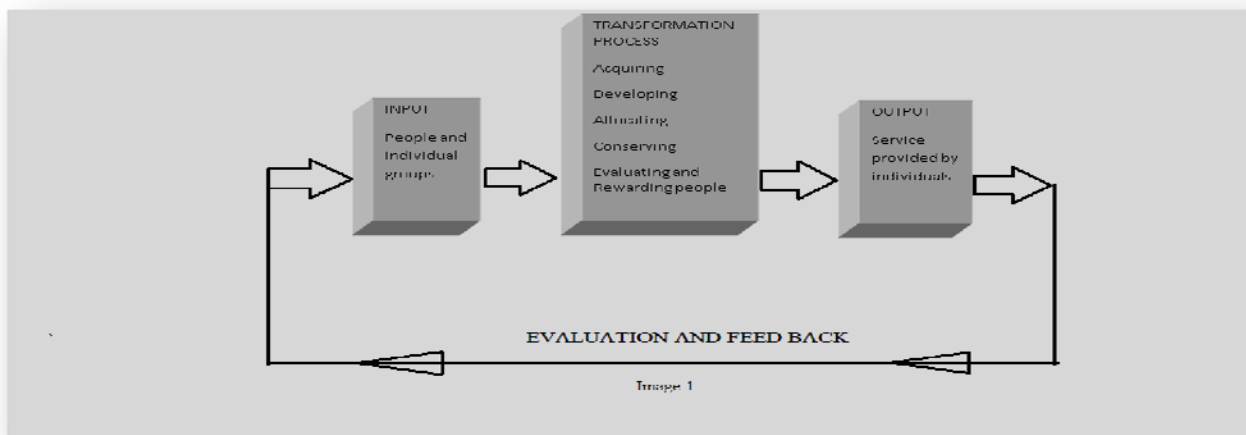 INPUT
People and
individual
groups
TRANSFORMATION
PROCESS
Acquiring
Developing
Allocating
Conserving
Evaluating and
Rewarding people
OUTPUT
Service
provided by
individuals
EVALUATION AND FEED BACK
Image 1